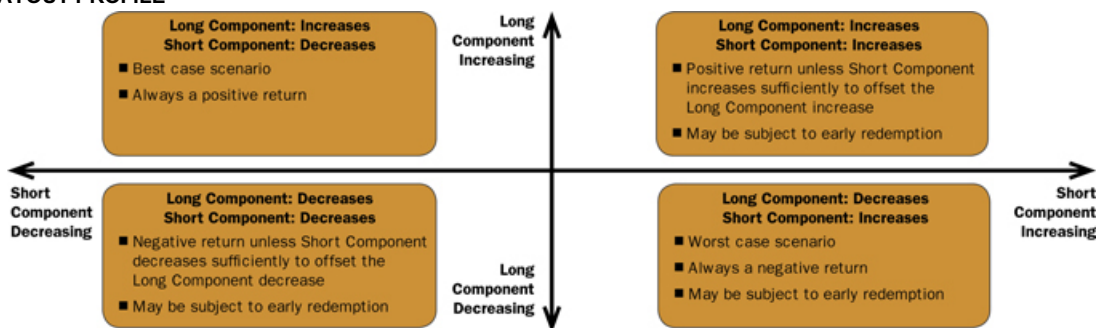 Long Component: Increases
Short Component: Decreases
■ Best case scenario
■ Always a positive return
Long
Component
Increasing
Long Component: Increases
Short Component: Increases
■ Positive return unless Short Component
increases sufficiently to offset the
Long Component increase
■ May be subject to early redemption
Short
Component
Decreasing
Short
Component
Increasing
Long Component: Decreases
Short Component: Decreases
■ Negative return unless Short Component
decreases sufficiently to offset the
Long Component decrease
■ May be subject to early redemption
Long
Component
Decreasing
Long Component: Decreases
Short Component: Increases
■ Worst case scenario
■ Always a negative return
■ May be subject to early redemption